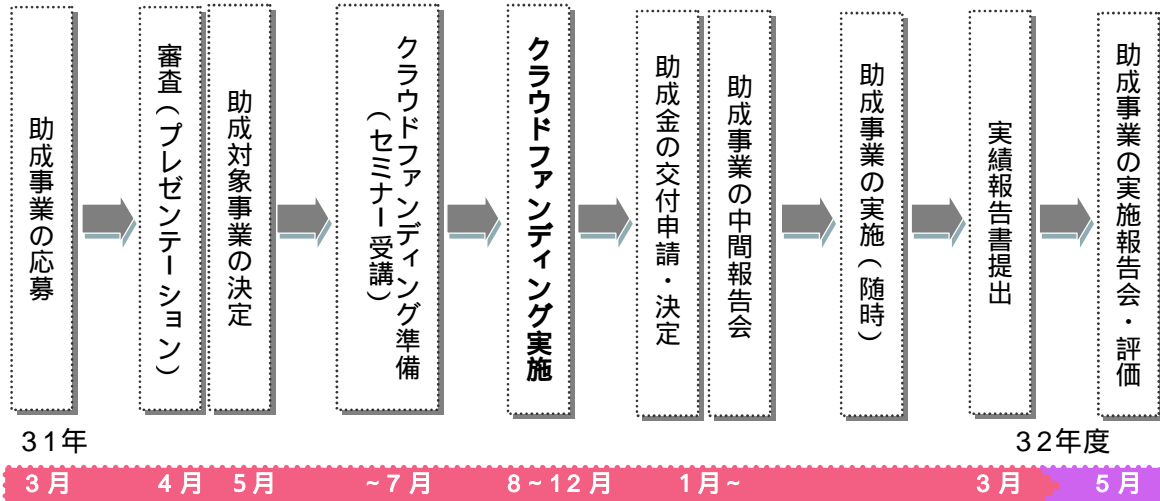 助成事業の応募
審査(プレゼンテーション)
助成対象事業の決定
クラウドファンディング準備
(セミナー受講)
クラウドファンディング実施
助成金の交付申請・決定
助成事業の中間報告会
助成事業の実施(随時)
実績報告書提出
助成事業の実施報告会・評価
31年
32年度
3月 4月 5月 ~7月 8~12月 1月~ 3月 5月